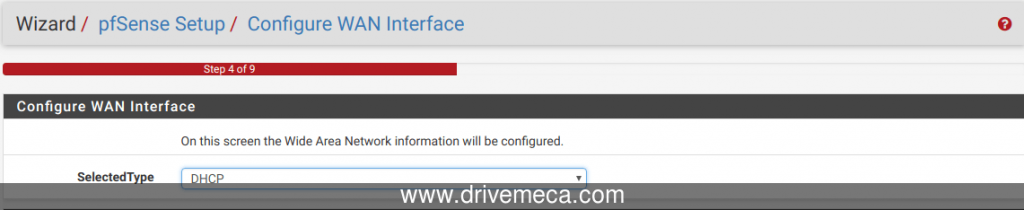 Wizard / pfSense Setup / Configure WAN Interface
Step 4 of 9
Configure WAN Interface
On this screen the Wide Area Network information will be configured.
SelectedType DHCP
www.drivemeca.com